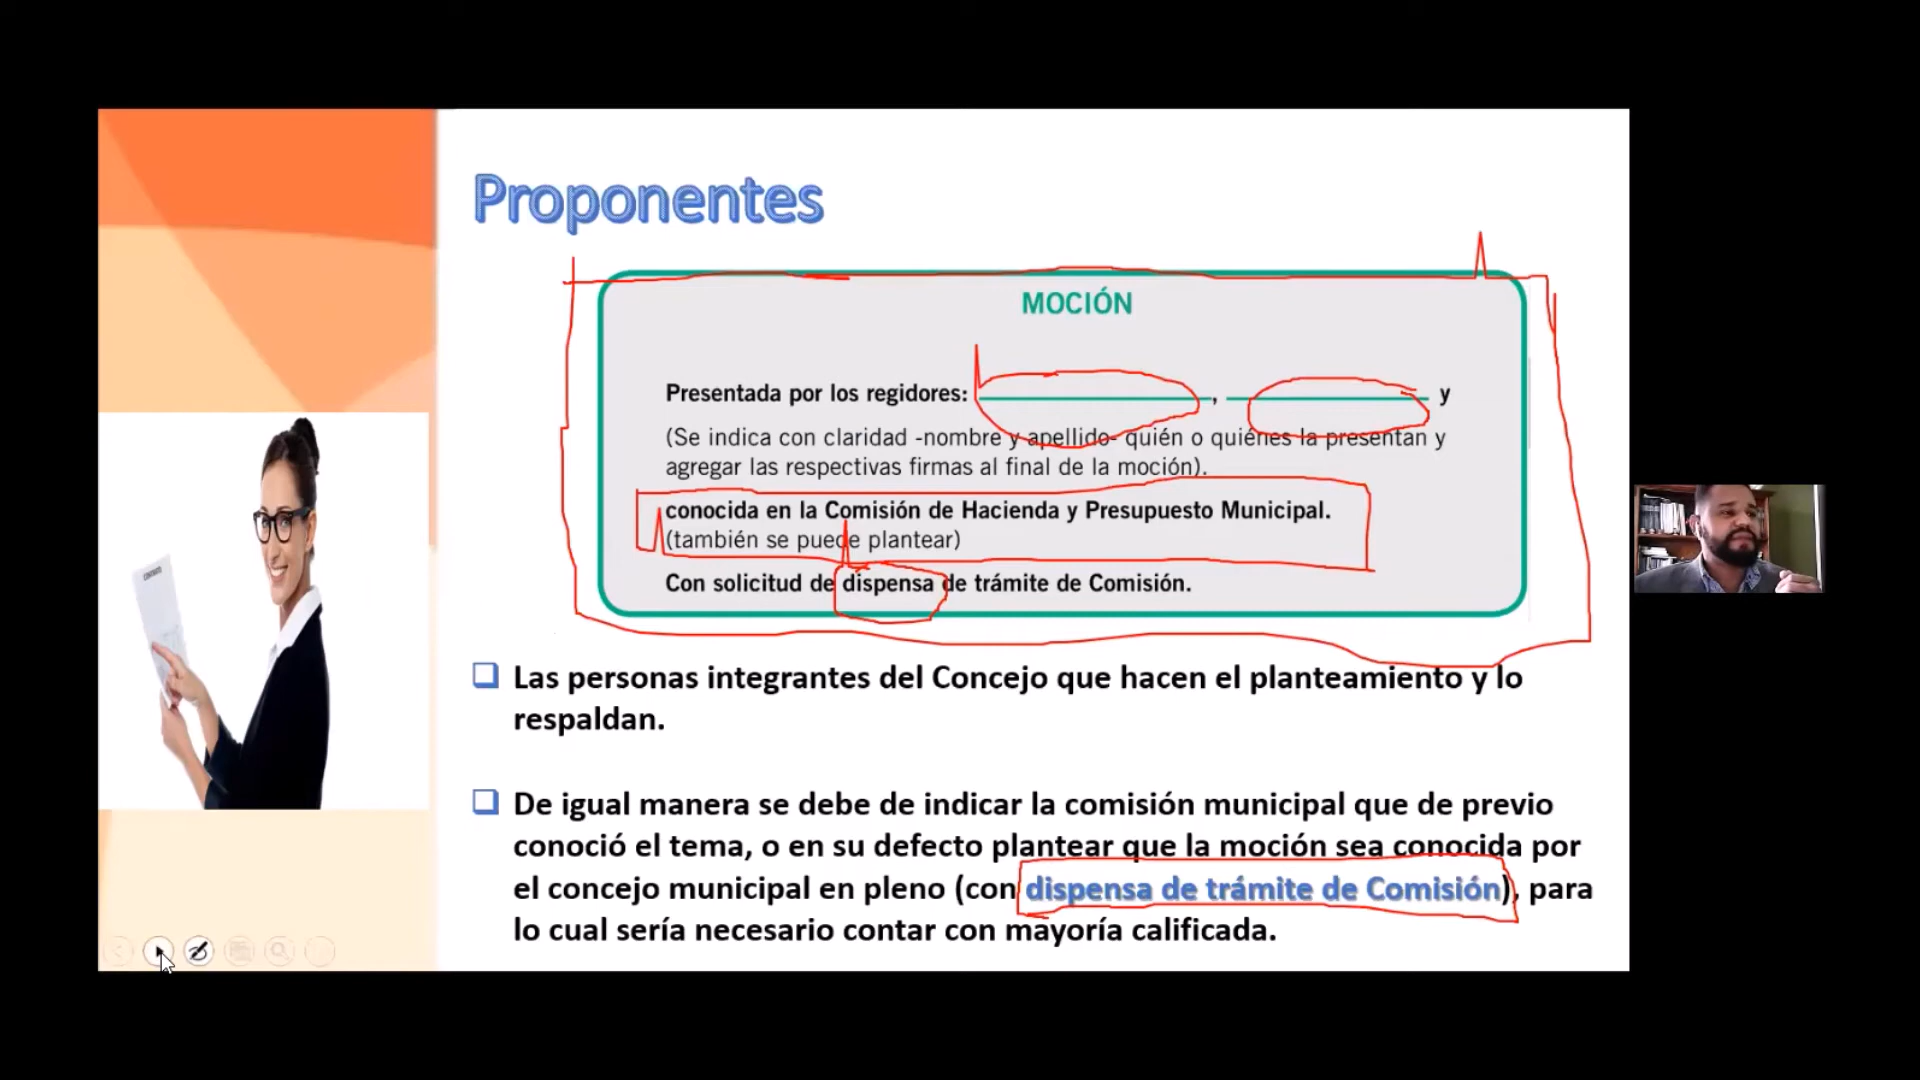 Proponentes
MOCIÓN
Presentada por los regidores: ____________, ____________ y
(Se indica con claridad -nombre y apellido- quién o quiénes la presentan y
agregar las respectivas firmas al final de la moción).
conocida en la Comisión de Hacienda y Presupuesto Municipal.
(también se puede plantear)
Con solicitud de dispensa de trámite de Comisión.
Las personas integrantes del Concejo que hacen el planteamiento y lo
respaldan.
De igual manera se debe de indicar la comisión municipal que de previo
conoció el tema, o en su defecto plantear que la moción sea conocida por
el concejo municipal en pleno (con dispensa de trámite de Comisión), para
lo cual sería necesario contar con mayoría calificada.